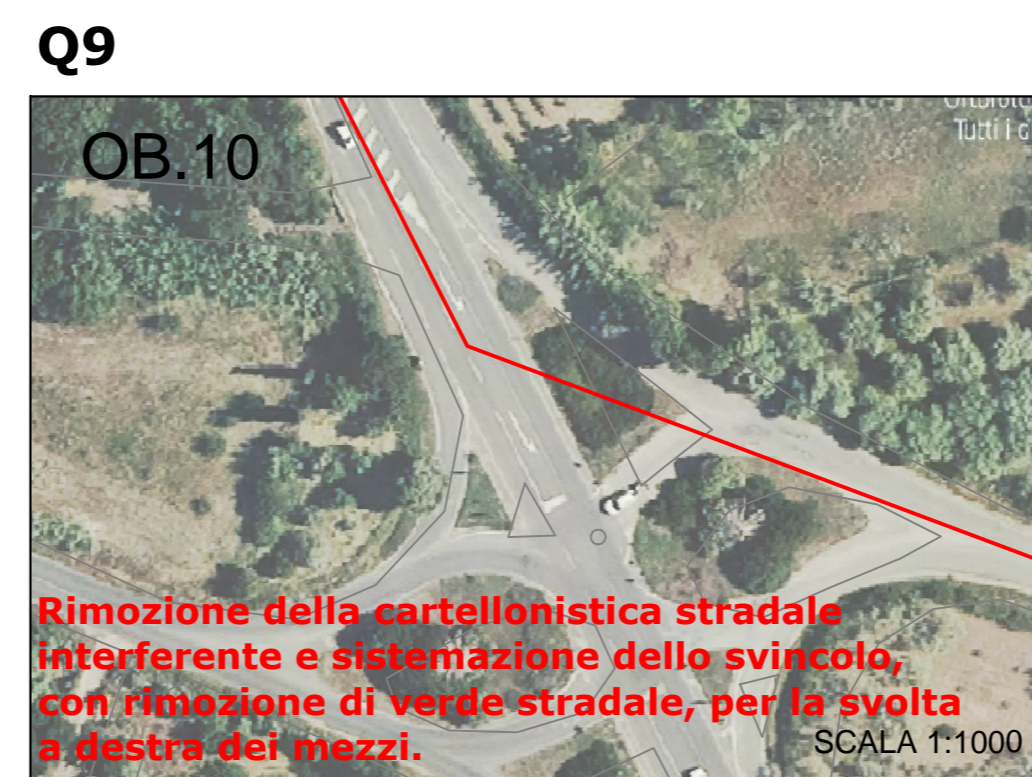 Q9
OB.10
Tutti i
Rimozione della cartellonistica stradale
interferente e sistemazione dello svincolo,
con rimozione di verde stradale, per la svolta
a destra dei mezzi.
SCALA 1:1000